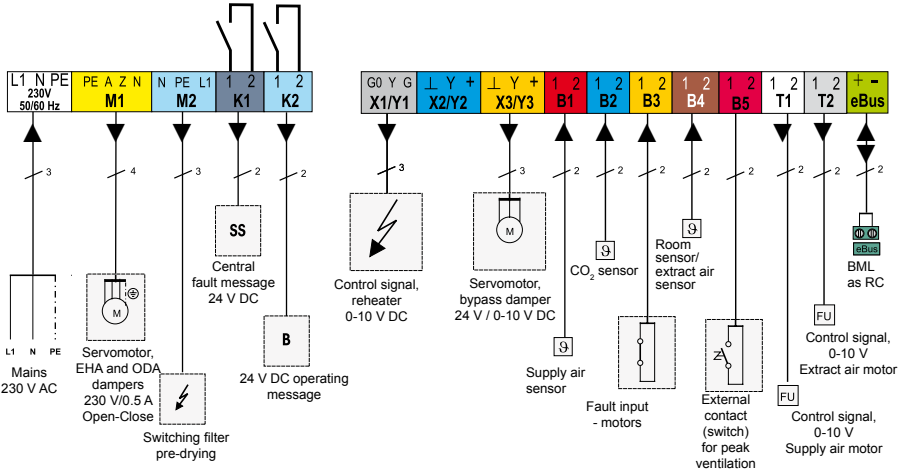 L1 N PE
230V
50/60 Hz
PE A Z N
M1
N PE L1
M2
1 2
K1
1 2
K2
G0 Y G
X1/Y1
⊥ Y +
X2/Y2
⊥ Y +
X3/Y3
1 2
B1
1 2
B2
1 2
B3
1 2
B4
1 2
B5
1 2
T1
1 2
T2
+ -
eBus
3
4
3
2
2
3
3
2
2
2
2
2
2
2
2
L1 N PE
Mains
230 V AC
M
Servomotor,
EHA and ODA
dampers
230 V/0.5 A
Open-Close
Switching filter
pre-drying
SS
Central
fault message
24 V DC
B
24 V DC operating
message
Control signal,
reheater
0-10 V DC
M
Servomotor,
bypass damper
24 V / 0-10 V DC
ϑ
Supply air
sensor
ϑ
CO₂ sensor
Fault input
- motors
ϑ
Room
sensor/
extract air
sensor
External
contact
(switch)
for peak
ventilation
FU
Control signal,
0-10 V
Supply air motor
FU
Control signal,
0-10 V
Extract air motor
eBus
BML
as RC